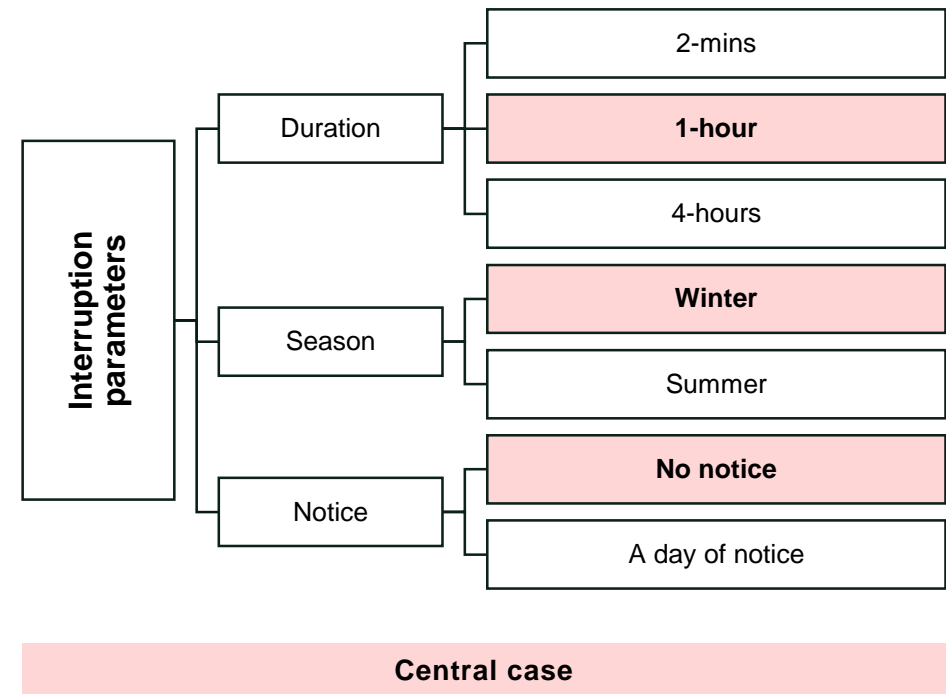 Interruption
parameters
Duration
2-mins
1-hour
4-hours
Season
Winter
Summer
Notice
No notice
A day of notice
Central case